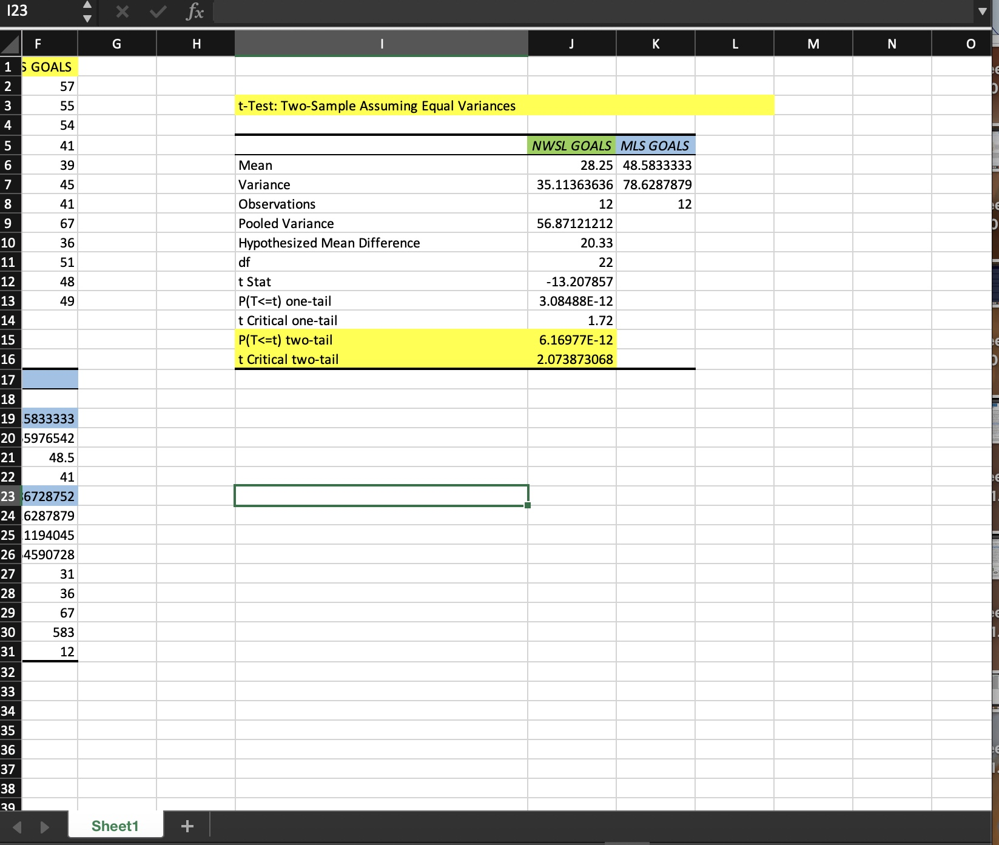 I23
fx
F G H I J K L M N O
1 S GOALS
2 57
3 55 t-Test: Two-Sample Assuming Equal Variances
4 54
5 41 NWSL GOALS MLS GOALS
6 39 Mean 28.25 48.5833333
7 45 Variance 35.11363636 78.6287879
8 41 Observations 12 12
9 67 Pooled Variance 56.87121212
10 36 Hypothesized Mean Difference 20.33
11 51 df 22
12 48 t Stat -13.207857
13 49 P(T<=t) one-tail 3.08488E-12
14 t Critical one-tail 1.72
15 P(T<=t) two-tail 6.16977E-12
16 t Critical two-tail 2.073873068
17
18
19 .5833333
20 5976542
21 48.5
22 41
23 6728752
24 .6287879
25 .1194045
26 4590728
27 31
28 36
29 67
30 583
31 12
32
33
34
35
36
37
38
39
Sheet1 +